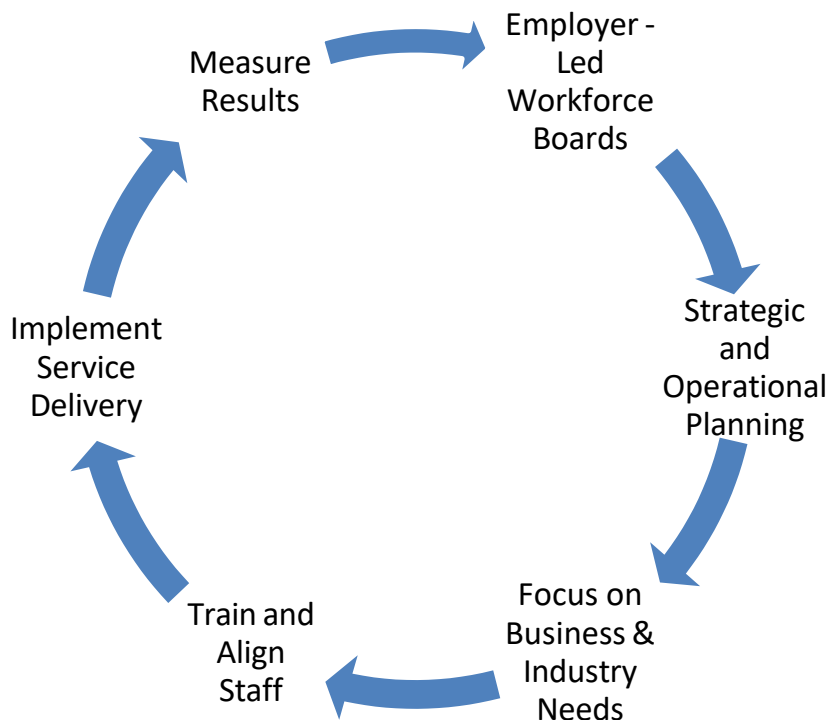 Measure
Results
Employer -
Led
Workforce
Boards
Strategic
and
Operational
Planning
Focus on
Business &
Industry
Needs
Train and
Align
Staff
Implement
Service
Delivery